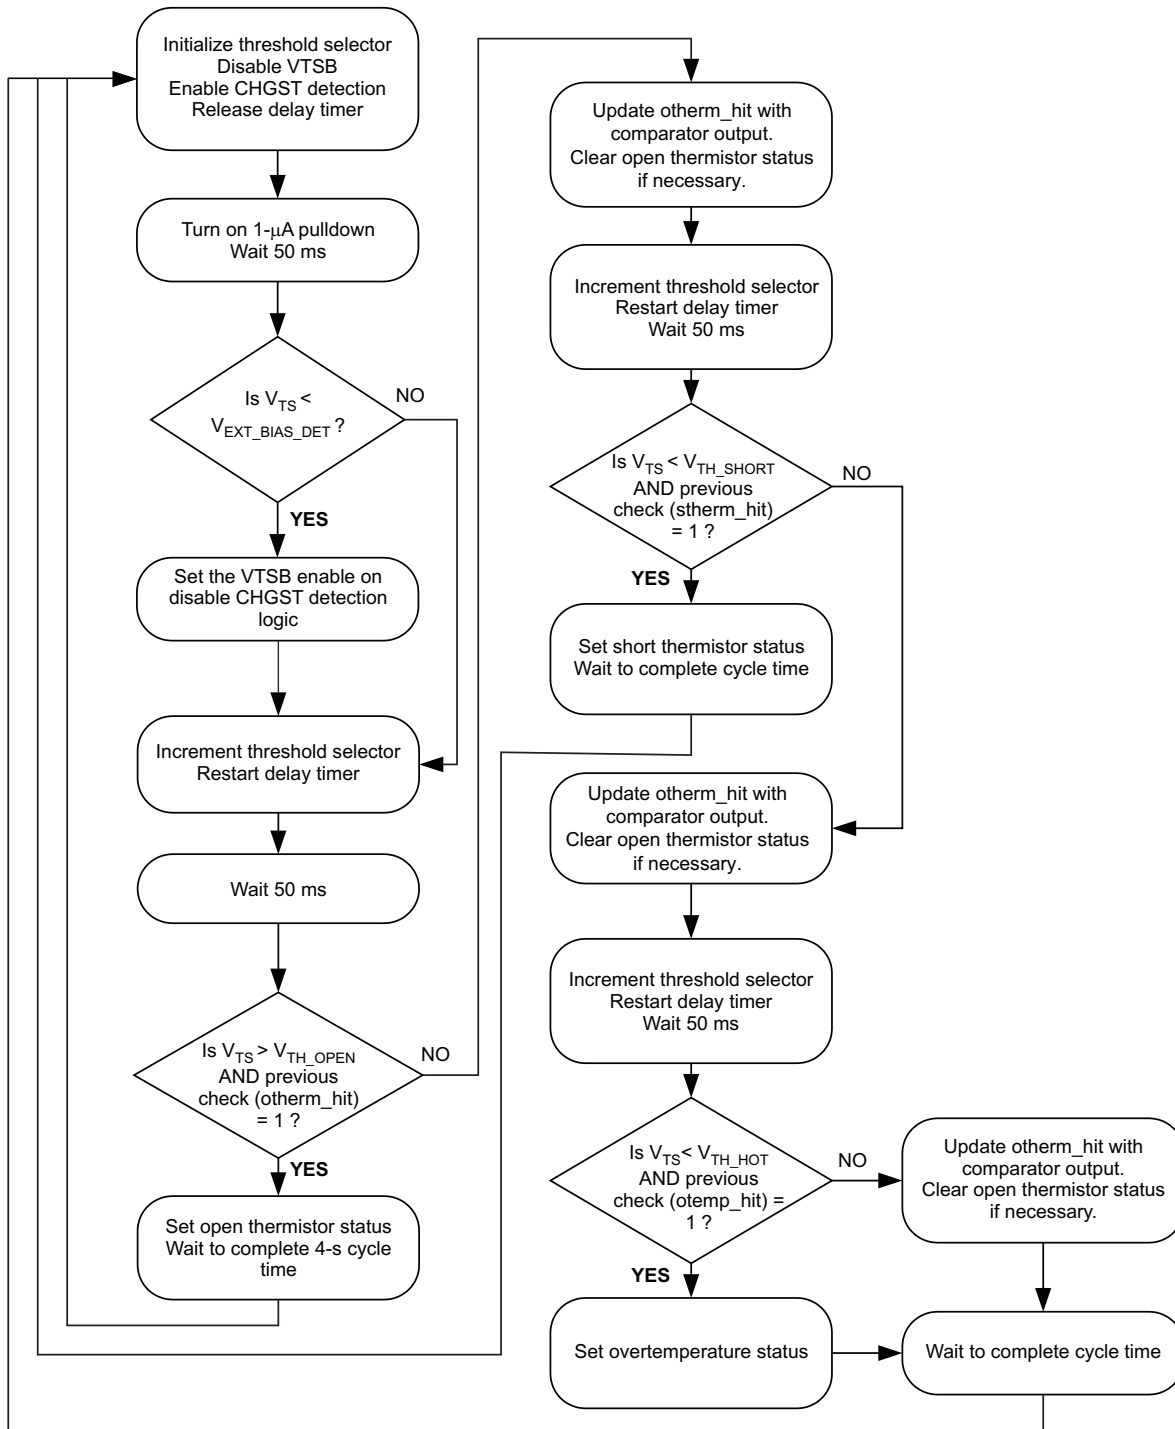 Initialize threshold selector
Disable VTSB
Enable CHGST detection
Release delay timer
Turn on 1-μA pulldown
Wait 50 ms
Is V_TS <
V_EXT_BIAS_DET ?
NO
YES
Set the VTSB enable on
disable CHGST detection
logic
Increment threshold selector
Restart delay timer
Wait 50 ms
Is V_TS > V_TH_OPEN
AND previous
check (otherm_hit)
= 1 ?
NO
YES
Set open thermistor status
Wait to complete 4-s cycle
time
Update otherm_hit with
comparator output.
Clear open thermistor status
if necessary.
Increment threshold selector
Restart delay timer
Wait 50 ms
Is V_TS < V_TH_SHORT
AND previous
check (stherm_hit)
= 1 ?
NO
YES
Set short thermistor status
Wait to complete cycle time
Update otherm_hit with
comparator output.
Clear open thermistor status
if necessary.
Increment threshold selector
Restart delay timer
Wait 50 ms
Is V_TS < V_TH_HOT
AND previous
check (otemp_hit) =
1 ?
NO
YES
Update otherm_hit with
comparator output.
Clear open thermistor status
if necessary.
Set overtemperature status
Wait to complete cycle time